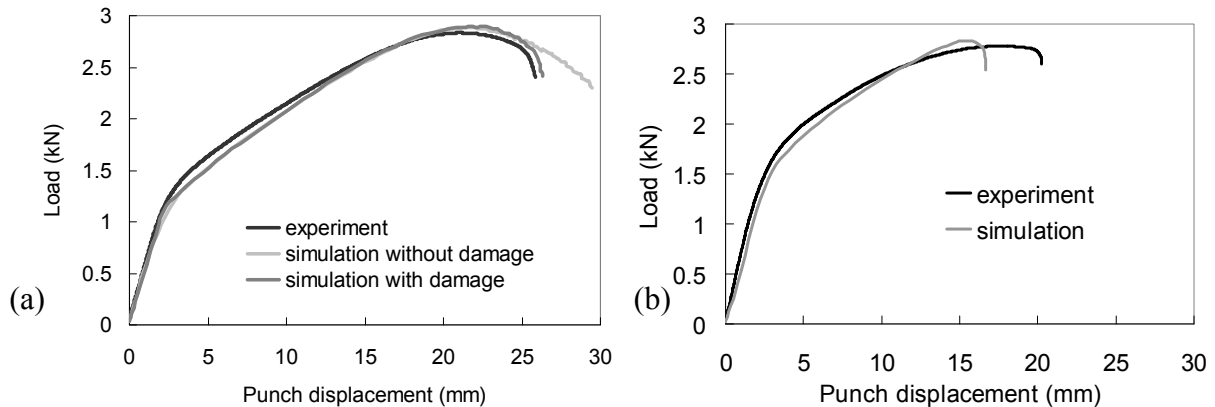 (a)
Load (kN)
3
2.5
2
1.5
1
0.5
0
0 5 10 15 20 25 30
Punch displacement (mm)
experiment
simulation without damage
simulation with damage
(b)
Load (kN)
3
2.5
2
1.5
1
0.5
0
0 5 10 15 20 25 30
Punch displacement (mm)
experiment
simulation